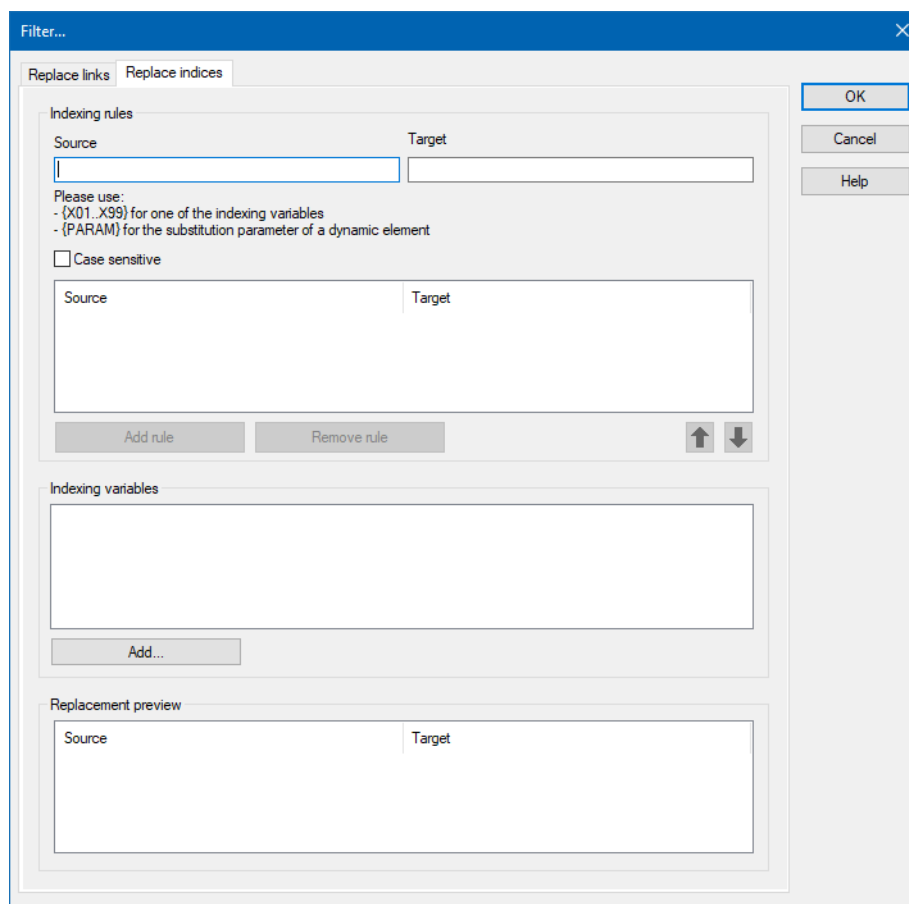 Filter...
Replace links
Replace indices
OK
Cancel
Help
Indexing rules
Source
Target
Please use:
- {X01..X99} for one of the indexing variables
- {PARAM} for the substitution parameter of a dynamic element
Case sensitive
Source
Target
Add rule
Remove rule
Indexing variables
Add...
Replacement preview
Source
Target